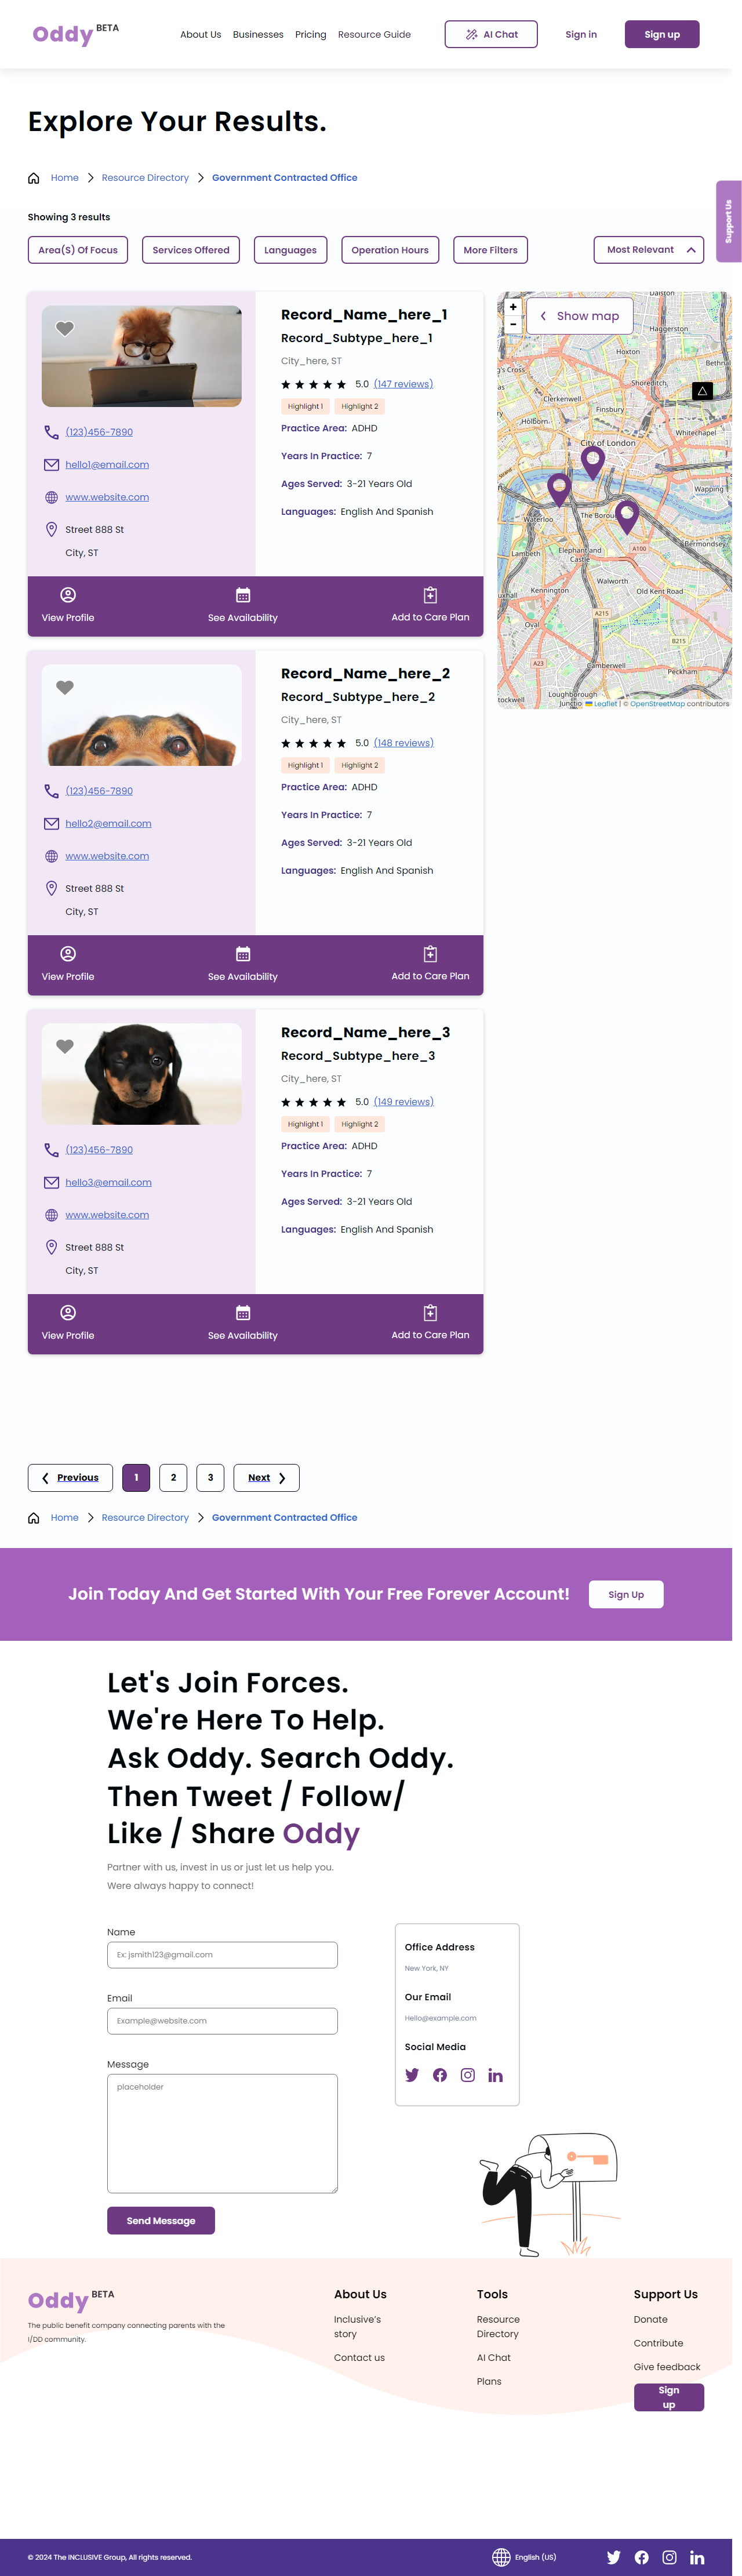 Oddy BETA
About Us Businesses Pricing Resource Guide AI Chat Sign in Sign up
Explore Your Results.
Home Resource Directory Government Contracted Office
Support Us
Showing 3 results
Area(S) Of Focus Services Offered Languages Operation Hours More Filters Most Relevant
Record_Name_here_1
Record_Subtype_here_1
City_here, ST
5.0 (147 reviews)
Highlight 1 Highlight 2
Practice Area: ADHD
Years In Practice: 7
Ages Served: 3-21 Years Old
Languages: English And Spanish
(123)456-7890
hello1@email.com
www.website.com
Street 888 St
City, ST
View Profile See Availability Add to Care Plan
+
-
Show map
Dalston
Haggerston
Hoxton
Shoreditch
Clerkenwell
Finsbury
Holborn
Whitechapel
City of London
Wapping
Waterloo
The Borou
Bermondsey
A100
Lambeth
Elephant and
Castle
Walworth
Kennington
Old Kent Road
A215
Oval
B215
A23
Camberwell
Peckham
Loughborough
Junctio
Leaflet | © OpenStreetMap contributors
Record_Name_here_2
Record_Subtype_here_2
City_here, ST
5.0 (148 reviews)
Highlight 1 Highlight 2
Practice Area: ADHD
Years In Practice: 7
Ages Served: 3-21 Years Old
Languages: English And Spanish
(123)456-7890
hello2@email.com
www.website.com
Street 888 St
City, ST
View Profile See Availability Add to Care Plan
Record_Name_here_3
Record_Subtype_here_3
City_here, ST
5.0 (149 reviews)
Highlight 1 Highlight 2
Practice Area: ADHD
Years In Practice: 7
Ages Served: 3-21 Years Old
Languages: English And Spanish
(123)456-7890
hello3@email.com
www.website.com
Street 888 St
City, ST
View Profile See Availability Add to Care Plan
Previous 1 2 3 Next
Home Resource Directory Government Contracted Office
Join Today And Get Started With Your Free Forever Account! Sign Up
Let's Join Forces.
We're Here To Help.
Ask Oddy. Search Oddy.
Then Tweet / Follow/
Like / Share Oddy
Partner with us, invest in us or just let us help you.
Were always happy to connect!
Name
Ex: jsmith123@gmail.com
Email
Example@website.com
Message
placeholder
Send Message
Office Address
New York, NY
Our Email
Hello@example.com
Social Media
Oddy BETA
The public benefit company connecting parents with the
I/DD community.
About Us
Inclusive's
story
Contact us
Tools
Resource
Directory
AI Chat
Plans
Support Us
Donate
Contribute
Give feedback
Sign
up
© 2024 The INCLUSIVE Group, All rights reserved.
English (US)